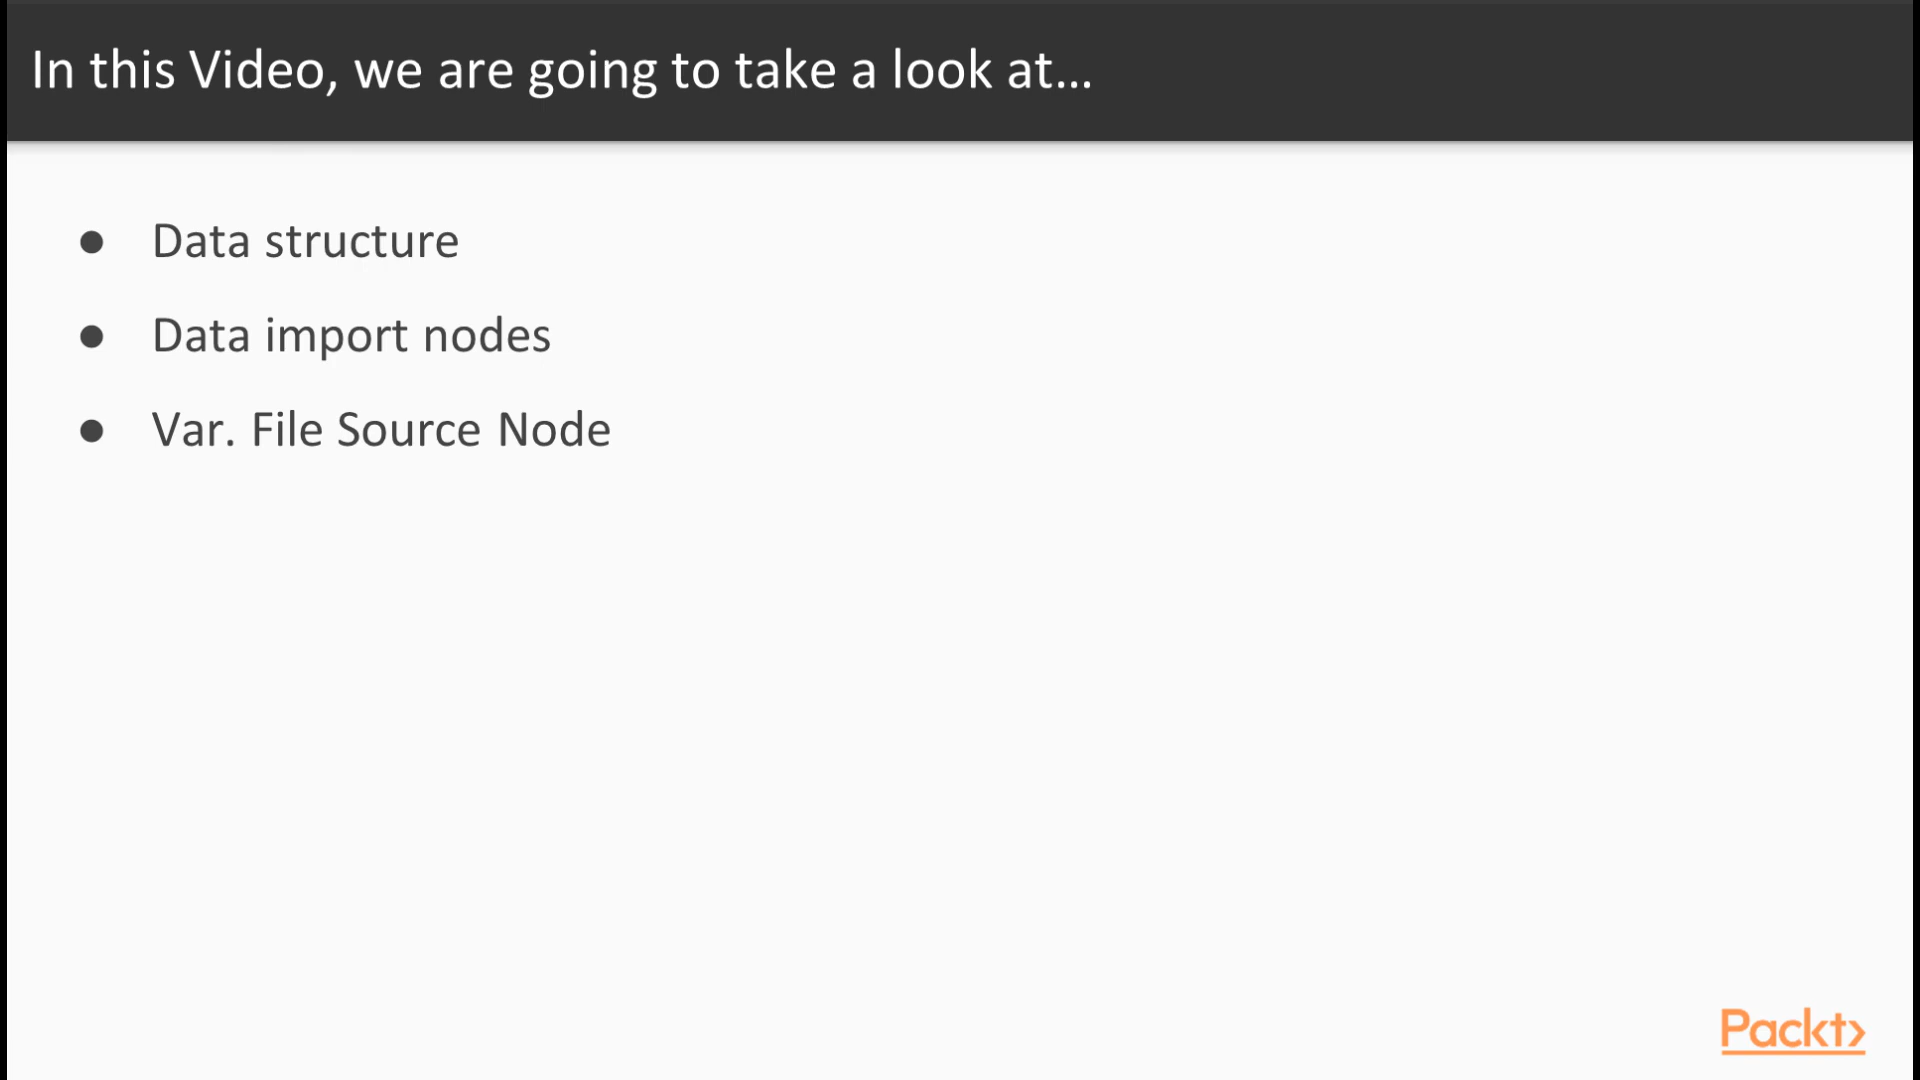 In this Video, we are going to take a look at...
● Data structure
● Data import nodes
● Var. File Source Node
Packt>